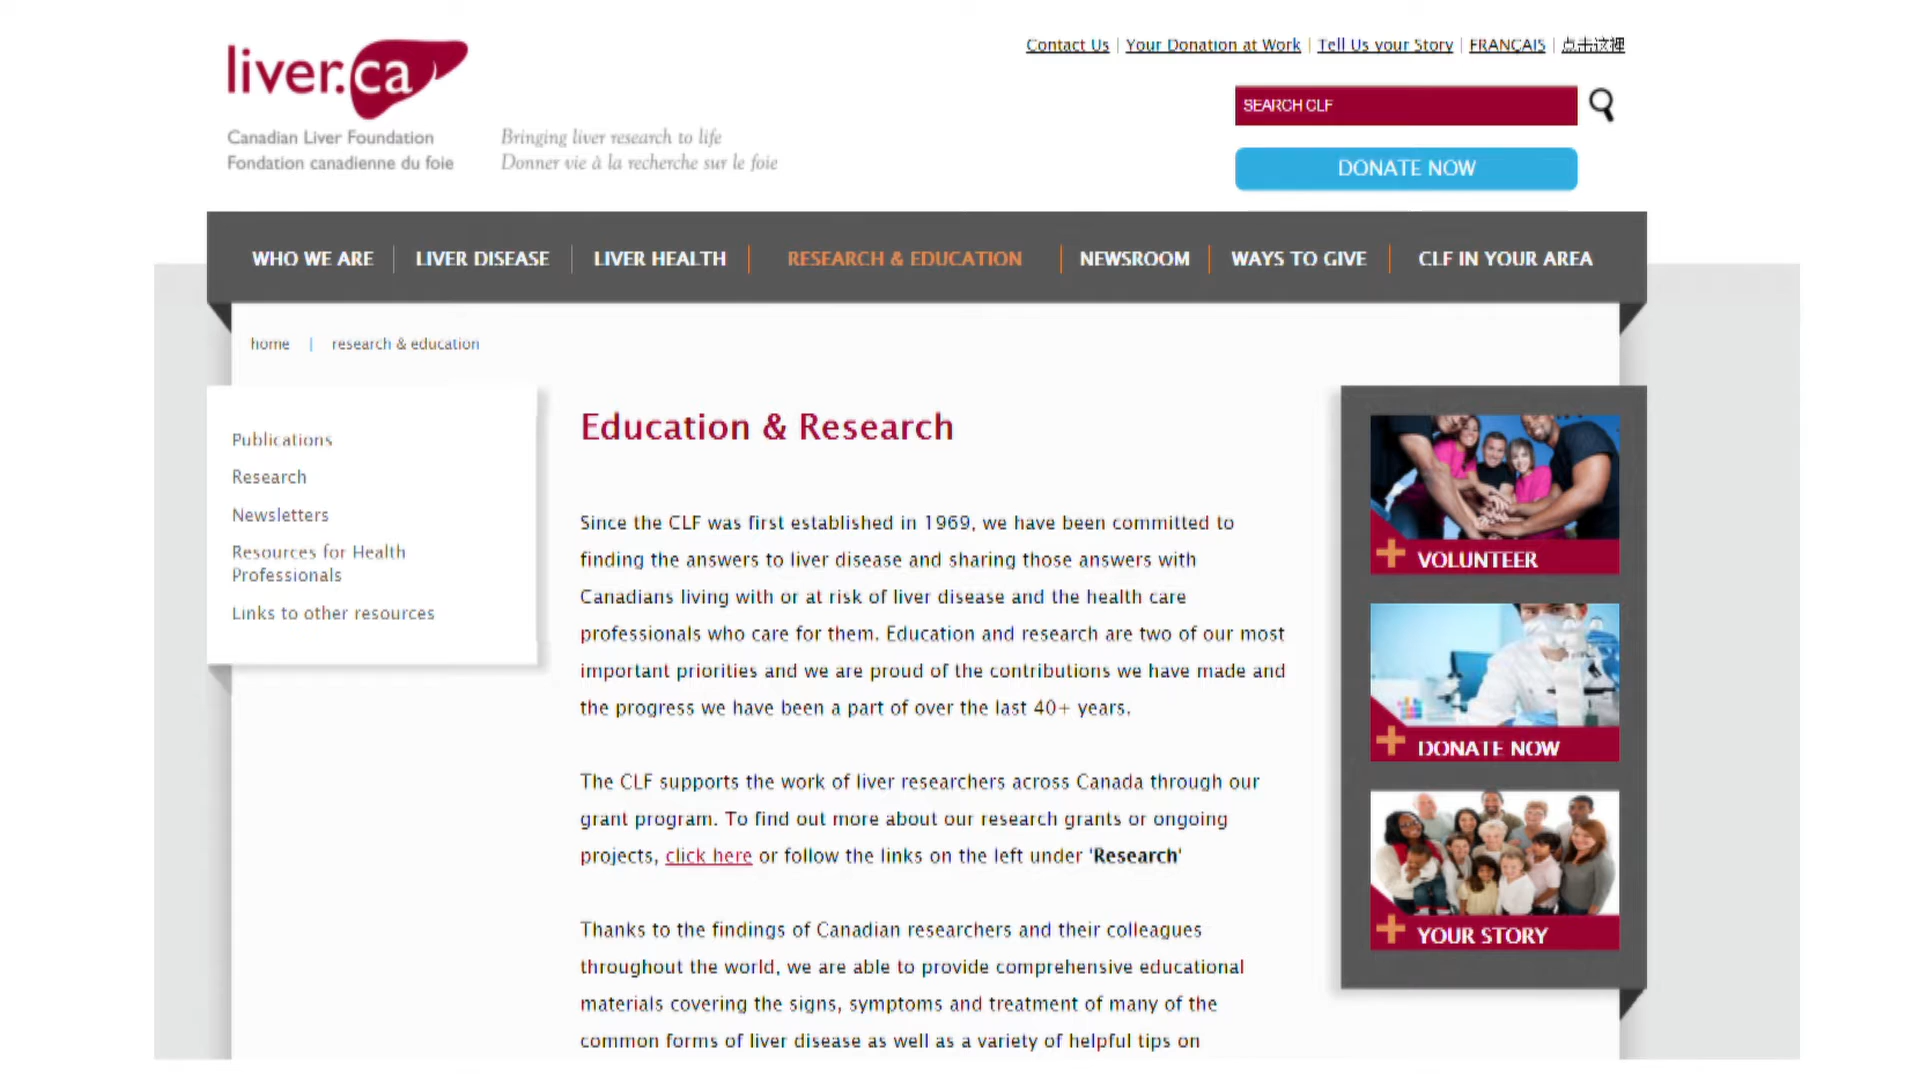 liver.ca
Canadian Liver Foundation
Fondation canadienne du foie
Bringing liver research to life
Donner vie à la recherche sur le foie
Contact Us | Your Donation at Work | Tell Us your Story | FRANÇAIS | 点击这裡
SEARCH CLF
DONATE NOW
WHO WE ARE | LIVER DISEASE | LIVER HEALTH | RESEARCH & EDUCATION | NEWSROOM | WAYS TO GIVE | CLF IN YOUR AREA
home | research & education
Publications
Research
Newsletters
Resources for Health
Professionals
Links to other resources
Education & Research
Since the CLF was first established in 1969, we have been committed to
finding the answers to liver disease and sharing those answers with
Canadians living with or at risk of liver disease and the health care
professionals who care for them. Education and research are two of our most
important priorities and we are proud of the contributions we have made and
the progress we have been a part of over the last 40+ years.
The CLF supports the work of liver researchers across Canada through our
grant program. To find out more about our research grants or ongoing
projects, click here or follow the links on the left under 'Research'
Thanks to the findings of Canadian researchers and their colleagues
throughout the world, we are able to provide comprehensive educational
materials covering the signs, symptoms and treatment of many of the
common forms of liver disease as well as a variety of helpful tips on
+ VOLUNTEER
+ DONATE NOW
+ YOUR STORY